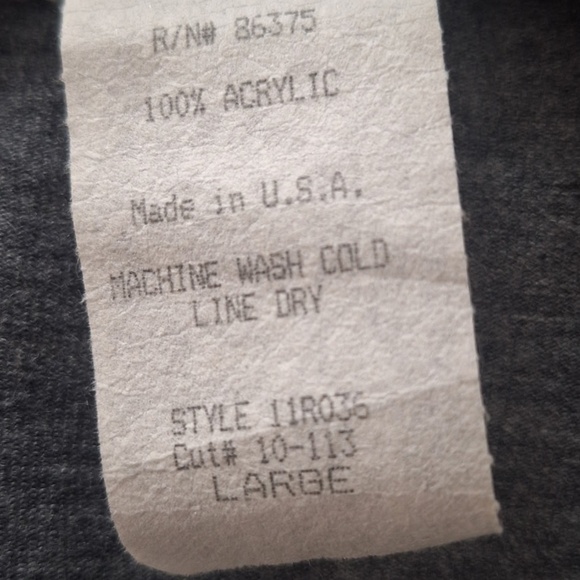 R/N# 86375
100% ACRYLIC
Made in U.S.A.
MACHINE WASH COLD
LINE DRY
STYLE 11R036
Cut# 10-113
LARGE